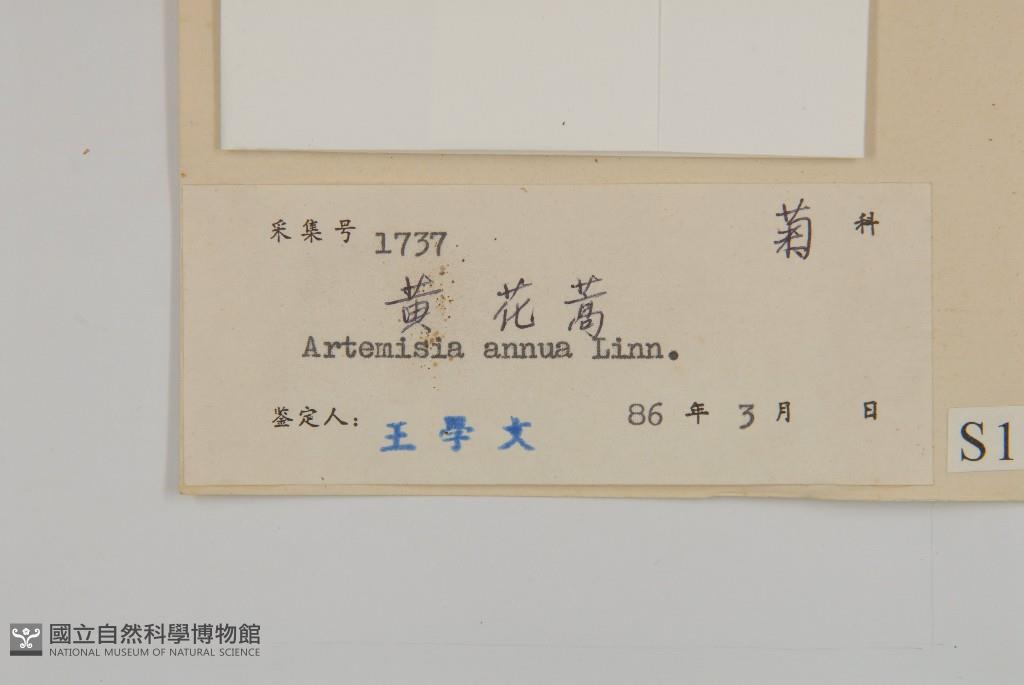 采集号 1737 菊 科
黄 花 蒿
Artemisia annua Linn.
鉴定人: 王 學 文 86 年 3 月 日
S1
國立自然科學博物館
NATIONAL MUSEUM OF NATURAL SCIENCE